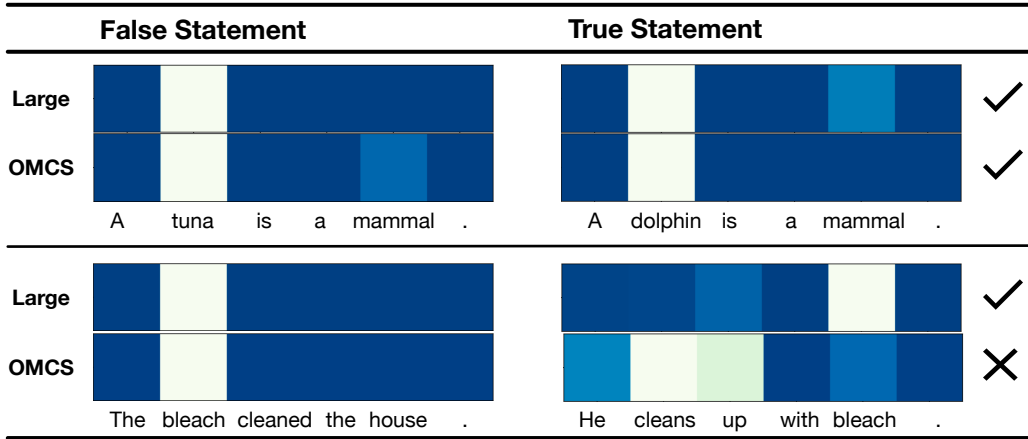 False Statement True Statement
Large
OMCS
A tuna is a mammal . A dolphin is a mammal .
Large
OMCS
The bleach cleaned the house . He cleans up with bleach .